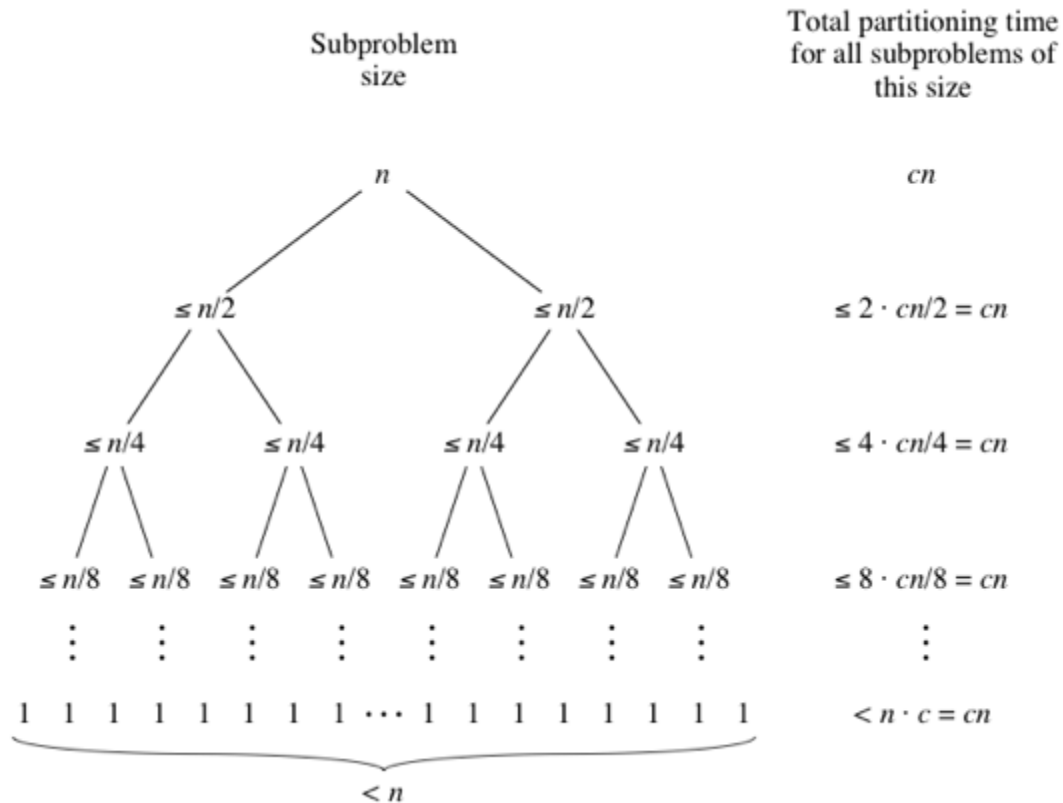 Subproblem
size
Total partitioning time
for all subproblems of
this size
n
cn
≤ n/2 ≤ n/2
≤ 2 · cn/2 = cn
≤ n/4 ≤ n/4 ≤ n/4 ≤ n/4
≤ 4 · cn/4 = cn
≤ n/8 ≤ n/8 ≤ n/8 ≤ n/8 ≤ n/8 ≤ n/8 ≤ n/8 ≤ n/8
≤ 8 · cn/8 = cn
⋮ ⋮ ⋮ ⋮ ⋮ ⋮ ⋮ ⋮
⋮
1 1 1 1 1 1 1 1 ⋯ 1 1 1 1 1 1 1 1
< n · c = cn
< n